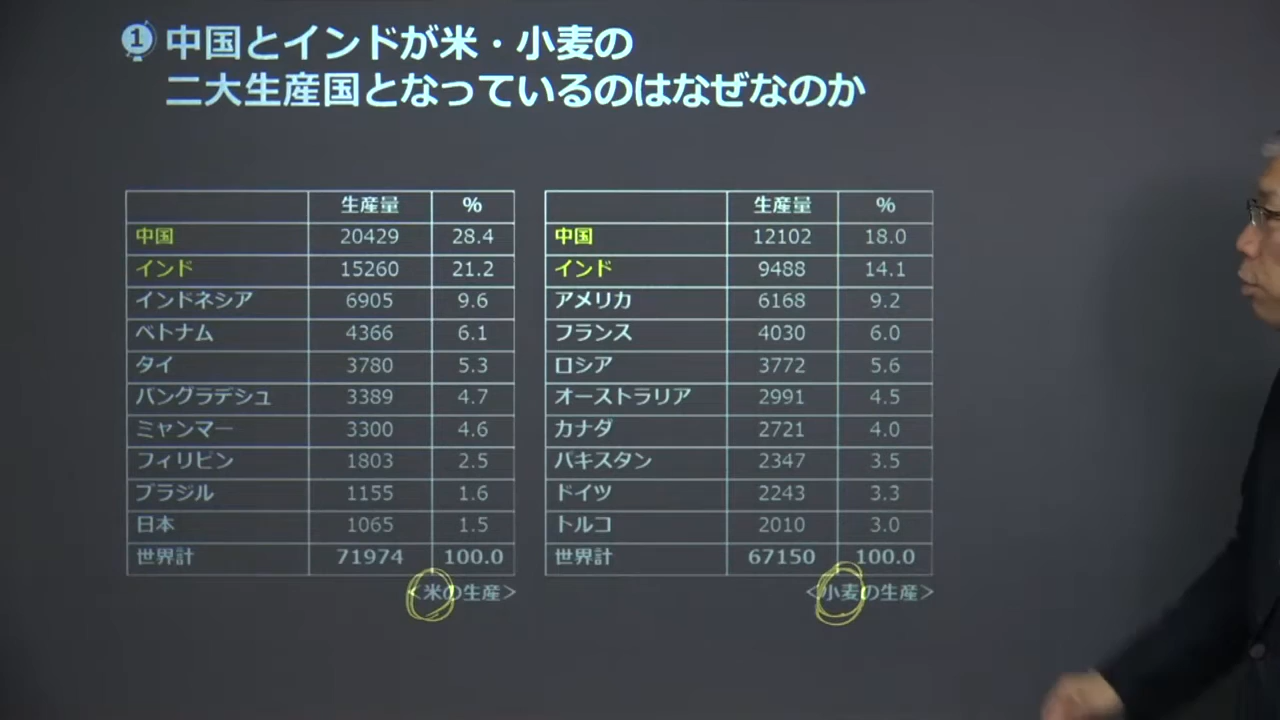 1 中国とインドが米・小麦の
二大生産国となっているのはなぜなのか
生産量 %
中国 20429 28.4
インド 15260 21.2
インドネシア 6905 9.6
ベトナム 4366 6.1
タイ 3780 5.3
バングラデシュ 3389 4.7
ミャンマー 3300 4.6
フィリピン 1803 2.5
ブラジル 1155 1.6
日本 1065 1.5
世界計 71974 100.0
<米の生産>
生産量 %
中国 12102 18.0
インド 9488 14.1
アメリカ 6168 9.2
フランス 4030 6.0
ロシア 3772 5.6
オーストラリア 2991 4.5
カナダ 2721 4.0
パキスタン 2347 3.5
ドイツ 2243 3.3
トルコ 2010 3.0
世界計 67150 100.0
<小麦の生産>